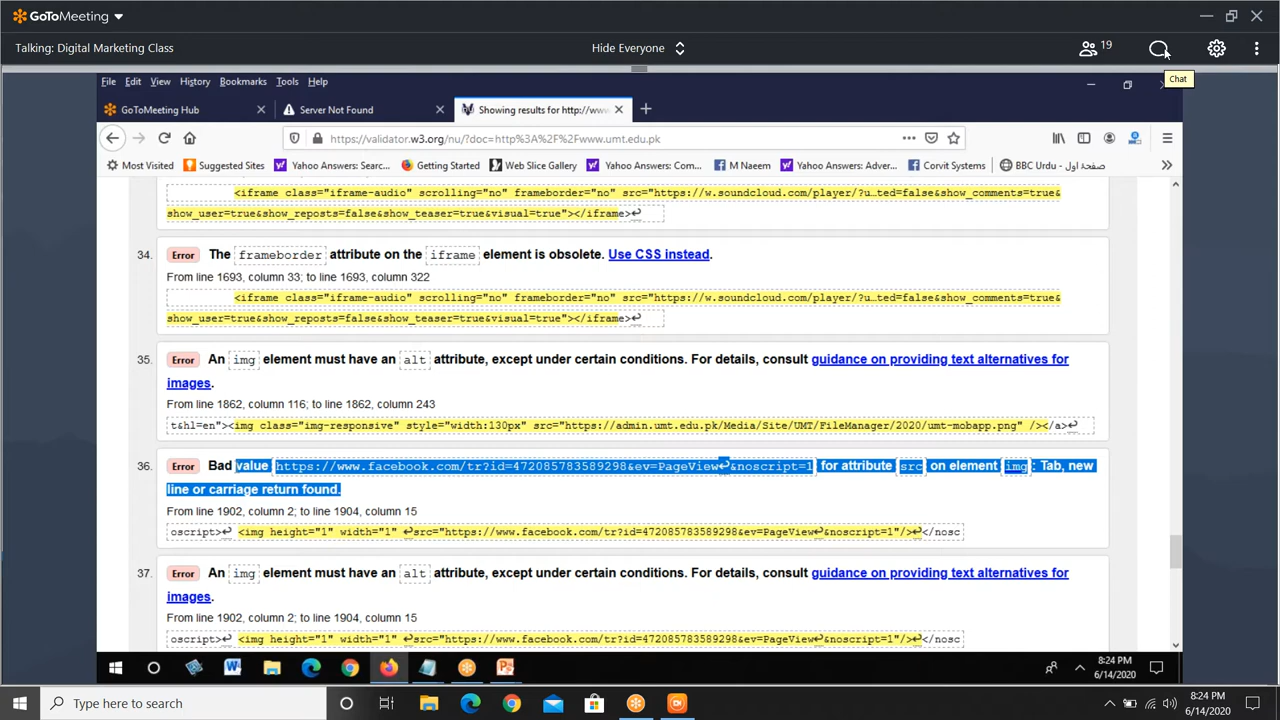 GoToMeeting
Talking: Digital Marketing Class
Hide Everyone
19
Chat
File Edit View History Bookmarks Tools Help
GoToMeeting Hub
Server Not Found
Showing results for http://www
https://validator.w3.org/nu/?doc=http%3A%2F%2Fwww.umt.edu.pk
Most Visited
Suggested Sites
Yahoo Answers: Searc...
Getting Started
Web Slice Gallery
Yahoo Answers: Com...
M Naeem
Yahoo Answers: Adver...
Corvit Systems
BBC Urdu - صفحۂ اول
<iframe class="iframe-audio" scrolling="no" frameborder="no" src="https://w.soundcloud.com/player/?u…ted=false&show_comments=true&
show_user=true&show_reposts=false&show_teaser=true&visual=true"></iframe>↩
34. Error The frameborder attribute on the iframe element is obsolete. Use CSS instead.
From line 1693, column 33; to line 1693, column 322
<iframe class="iframe-audio" scrolling="no" frameborder="no" src="https://w.soundcloud.com/player/?u…ted=false&show_comments=true&
show_user=true&show_reposts=false&show_teaser=true&visual=true"></iframe>↩
35. Error An img element must have an alt attribute, except under certain conditions. For details, consult guidance on providing text alternatives for
images.
From line 1862, column 116; to line 1862, column 243
t&hl=en"><img class="img-responsive" style="width:130px" src="https://admin.umt.edu.pk/Media/Site/UMT/FileManager/2020/umt-mobapp.png" /></a>↩
36. Error Bad value https://www.facebook.com/tr?id=472085783589298&ev=PageView↩&noscript=1 for attribute src on element img: Tab, new
line or carriage return found.
From line 1902, column 2; to line 1904, column 15
oscript>↩ <img height="1" width="1" ↩src="https://www.facebook.com/tr?id=472085783589298&ev=PageView↩&noscript=1"/>↩</nosc
37. Error An img element must have an alt attribute, except under certain conditions. For details, consult guidance on providing text alternatives for
images.
From line 1902, column 2; to line 1904, column 15
oscript>↩ <img height="1" width="1" ↩src="https://www.facebook.com/tr?id=472085783589298&ev=PageView↩&noscript=1"/>↩</nosc
8:24 PM
6/14/2020
Type here to search
8:24 PM
6/14/2020